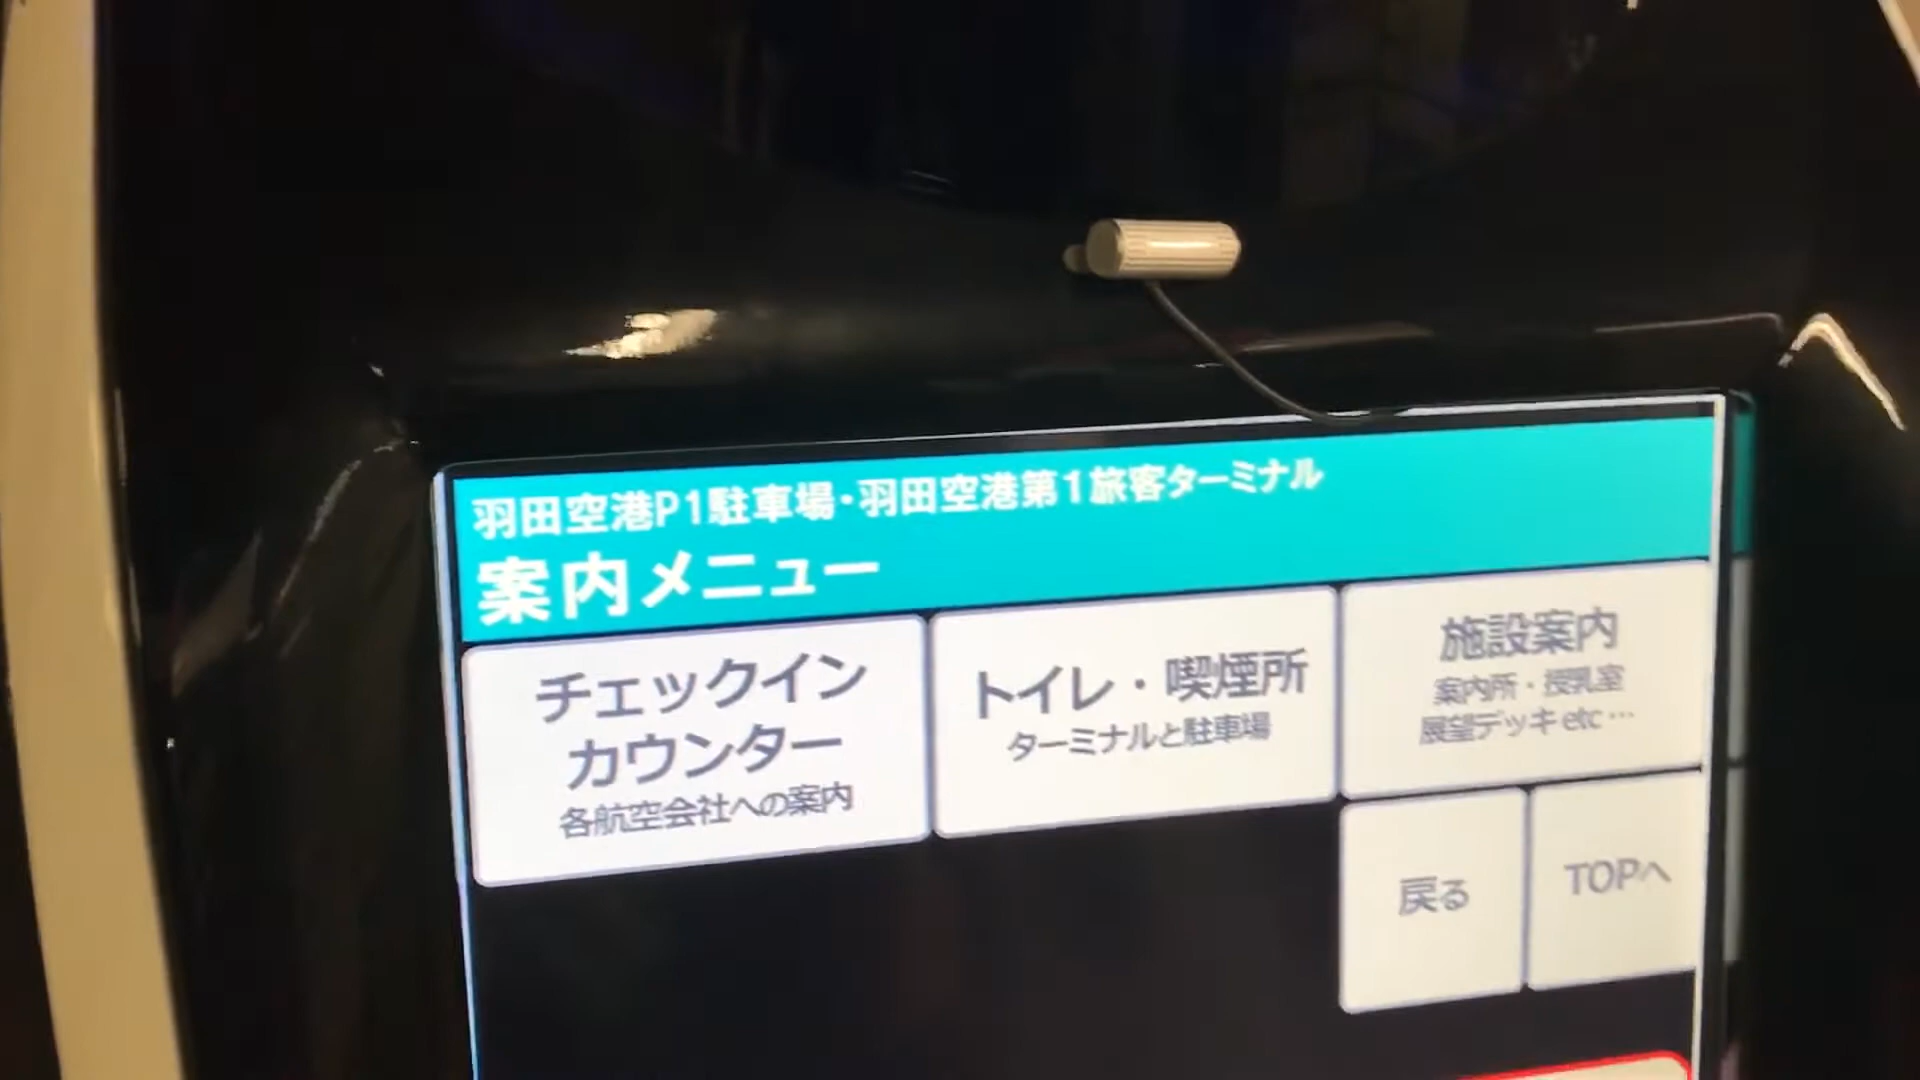 羽田空港P1駐車場・羽田空港第1旅客ターミナル
案内メニュー
チェックイン
カウンター
各航空会社への案内
トイレ・喫煙所
ターミナルと駐車場
施設案内
案内所・授乳室
展望デッキetc…
戻る
TOPへ